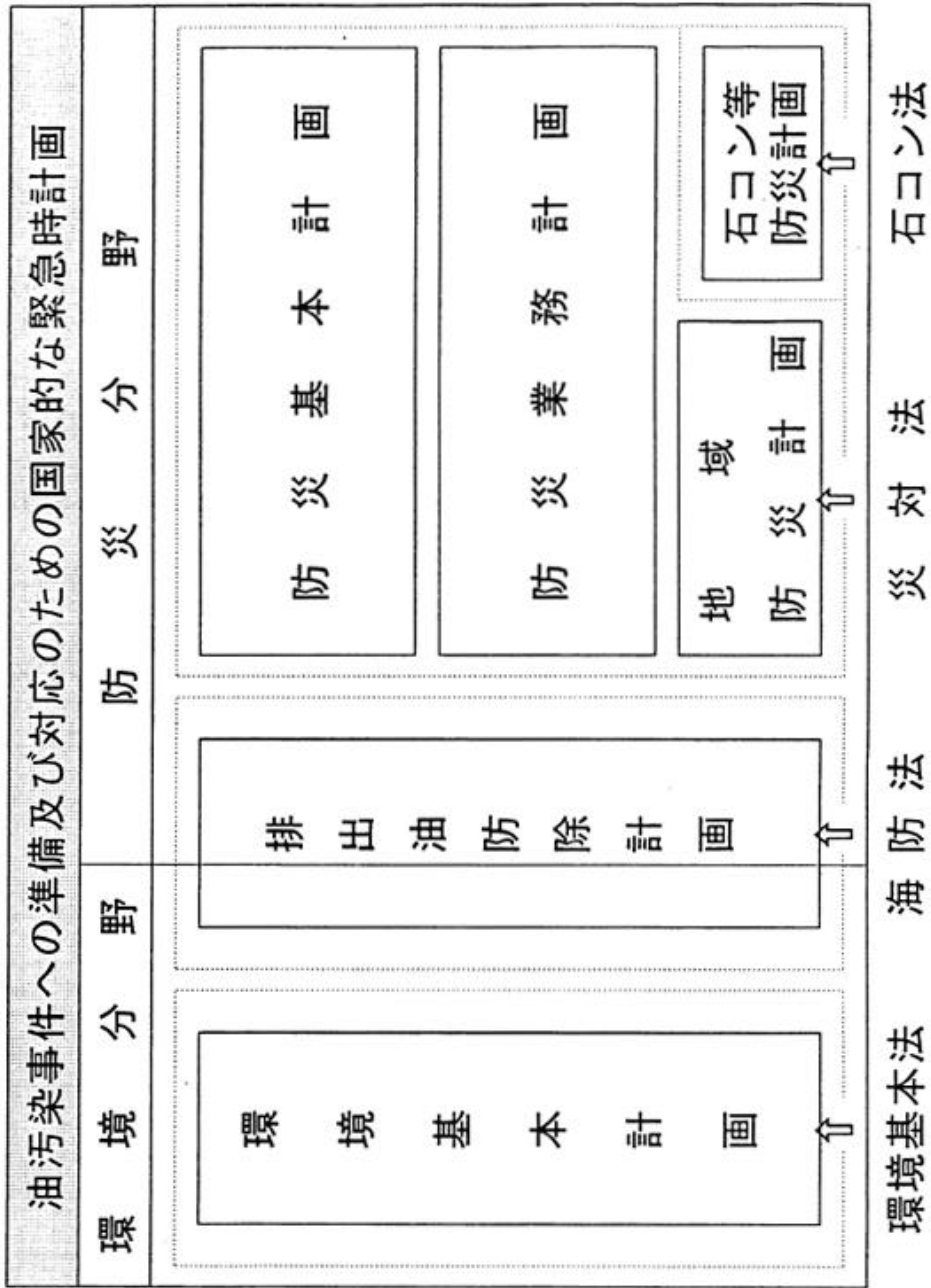 油汚染事件への準備及び対応のための国家的な緊急時計画
環境分野
防災分野
環境基本計画
排出油防除計画
防災基本計画
防災業務計画
地域
防災計画
石コン等
防災計画
環境基本法
海防法
災対法
石コン法